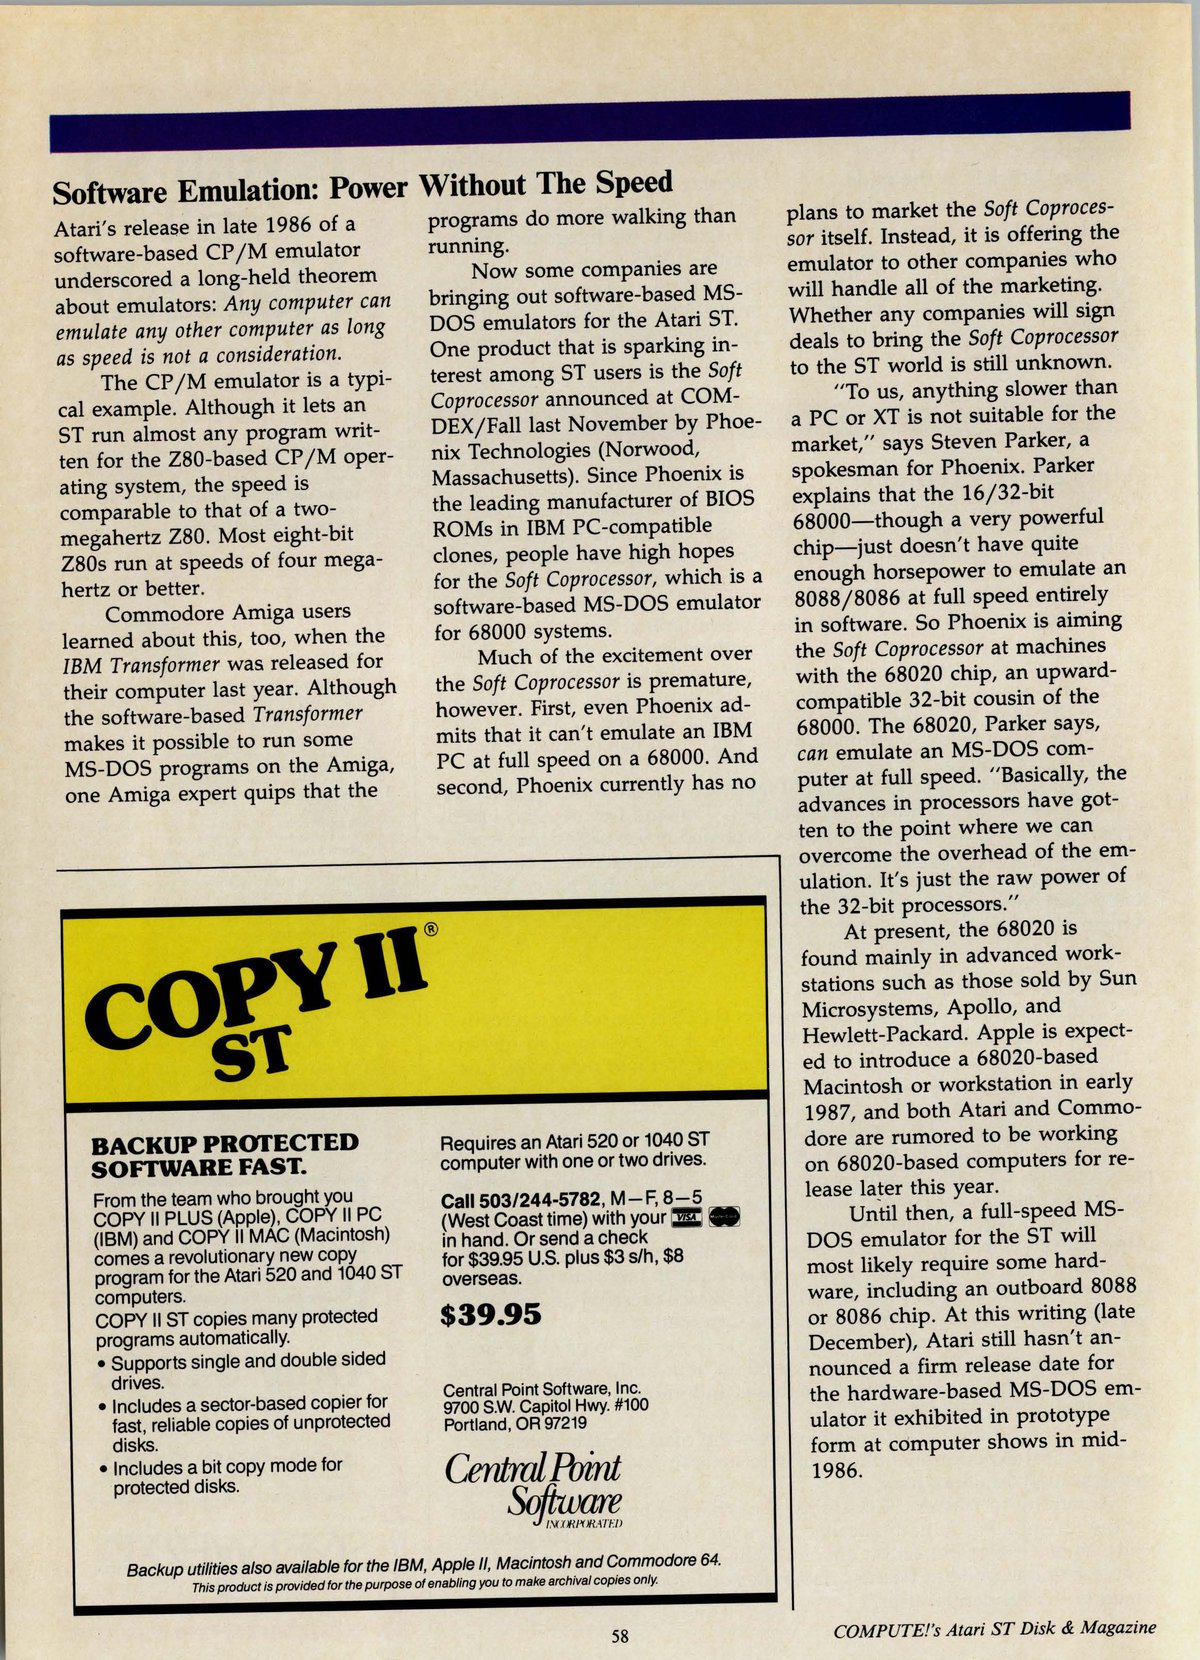 Software Emulation: Power Without The Speed
Atari's release in late 1986 of a
software-based CP/M emulator
underscored a long-held theorem
about emulators: Any computer can
emulate any other computer as long
as speed is not a consideration.
The CP/M emulator is a typi-
cal example. Although it lets an
ST run almost any program writ-
ten for the Z80-based CP/M oper-
ating system, the speed is
comparable to that of a two-
megahertz Z80. Most eight-bit
Z80s run at speeds of four mega-
hertz or better.
Commodore Amiga users
learned about this, too, when the
IBM Transformer was released for
their computer last year. Although
the software-based Transformer
makes it possible to run some
MS-DOS programs on the Amiga,
one Amiga expert quips that the
programs do more walking than
running.
Now some companies are
bringing out software-based MS-
DOS emulators for the Atari ST.
One product that is sparking in-
terest among ST users is the Soft
Coprocessor announced at COM-
DEX/Fall last November by Phoe-
nix Technologies (Norwood,
Massachusetts). Since Phoenix is
the leading manufacturer of BIOS
ROMs in IBM PC-compatible
clones, people have high hopes
for the Soft Coprocessor, which is a
software-based MS-DOS emulator
for 68000 systems.
Much of the excitement over
the Soft Coprocessor is premature,
however. First, even Phoenix ad-
mits that it can't emulate an IBM
PC at full speed on a 68000. And
second, Phoenix currently has no
plans to market the Soft Coproces-
sor itself. Instead, it is offering the
emulator to other companies who
will handle all of the marketing.
Whether any companies will sign
deals to bring the Soft Coprocessor
to the ST world is still unknown.
"To us, anything slower than
a PC or XT is not suitable for the
market," says Steven Parker, a
spokesman for Phoenix. Parker
explains that the 16/32-bit
68000—though a very powerful
chip—just doesn't have quite
enough horsepower to emulate an
8088/8086 at full speed entirely
in software. So Phoenix is aiming
the Soft Coprocessor at machines
with the 68020 chip, an upward-
compatible 32-bit cousin of the
68000. The 68020, Parker says,
can emulate an MS-DOS com-
puter at full speed. "Basically, the
advances in processors have got-
ten to the point where we can
overcome the overhead of the em-
ulation. It's just the raw power of
the 32-bit processors."
At present, the 68020 is
found mainly in advanced work-
stations such as those sold by Sun
Microsystems, Apollo, and
Hewlett-Packard. Apple is expect-
ed to introduce a 68020-based
Macintosh or workstation in early
1987, and both Atari and Commo-
dore are rumored to be working
on 68020-based computers for re-
lease later this year.
Until then, a full-speed MS-
DOS emulator for the ST will
most likely require some hard-
ware, including an outboard 8088
or 8086 chip. At this writing (late
December), Atari still hasn't an-
nounced a firm release date for
the hardware-based MS-DOS em-
ulator it exhibited in prototype
form at computer shows in mid-
1986.
COPY II®
ST
BACKUP PROTECTED
SOFTWARE FAST.
From the team who brought you
COPY II PLUS (Apple), COPY II PC
(IBM) and COPY II MAC (Macintosh)
comes a revolutionary new copy
program for the Atari 520 and 1040 ST
computers.
COPY II ST copies many protected
programs automatically.
• Supports single and double sided
drives.
• Includes a sector-based copier for
fast, reliable copies of unprotected
disks.
• Includes a bit copy mode for
protected disks.
Requires an Atari 520 or 1040 ST
computer with one or two drives.
Call 503/244-5782, M–F, 8–5
(West Coast time) with your VISA
in hand. Or send a check
for $39.95 U.S. plus $3 s/h, $8
overseas.
$39.95
Central Point Software, Inc.
9700 S.W. Capitol Hwy. #100
Portland, OR 97219
Central Point
Software
INCORPORATED
Backup utilities also available for the IBM, Apple II, Macintosh and Commodore 64.
This product is provided for the purpose of enabling you to make archival copies only.
58
COMPUTE!'s Atari ST Disk & Magazine